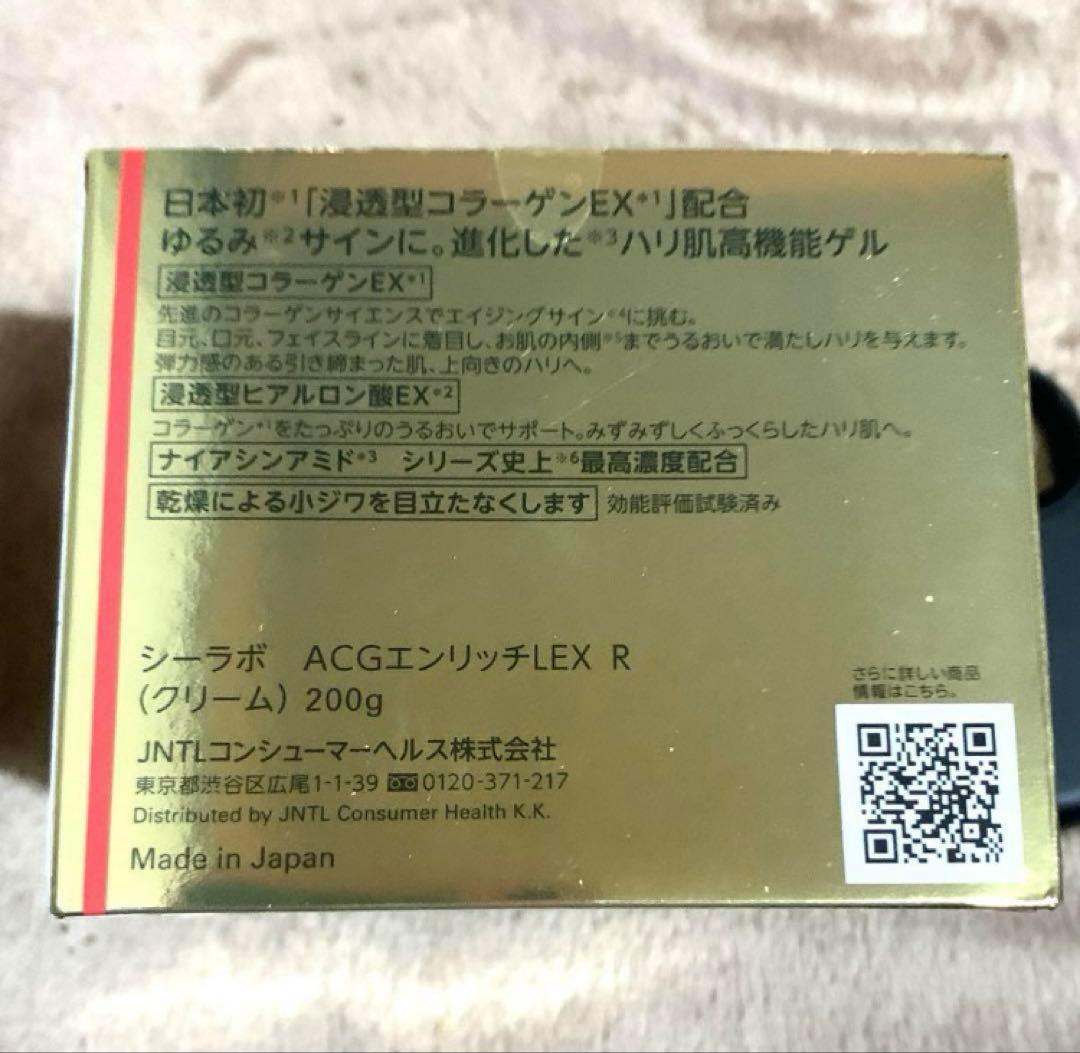 日本初※1「浸透型コラーゲンEX※1」配合
ゆるみ※2サインに。進化した※3ハリ肌高機能ゲル
浸透型コラーゲンEX※1
先進のコラーゲンサイエンスでエイジングサイン※4に挑む。
目元、口元、フェイスラインに着目し、お肌の内側※5までうるおいで満たしハリを与えます。
弾力感のある引き締まった肌、上向きのハリへ。
浸透型ヒアルロン酸EX※2
コラーゲン※1をたっぷりのうるおいでサポート。みずみずしくふっくらしたハリ肌へ。
ナイアシンアミド※3 シリーズ史上※6最高濃度配合
乾燥による小ジワを目立たなくします 効能評価試験済み
シーラボ ACGエンリッチLEX R
(クリーム) 200g
さらに詳しい商品
情報はこちら。
JNTLコンシューマーヘルス株式会社
東京都渋谷区広尾1-1-39 0120-371-217
Distributed by JNTL Consumer Health K.K.
Made in Japan